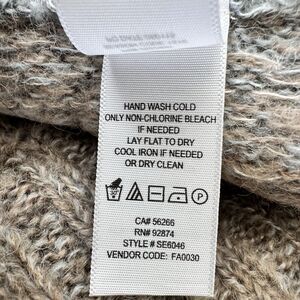 HAND WASH COLD
ONLY NON-CHLORINE BLEACH
IF NEEDED
LAY FLAT TO DRY
COOL IRON IF NEEDED
OR DRY CLEAN
P
CA# 56266
RN# 92874
STYLE # SE6046
VENDOR CODE: FA0030